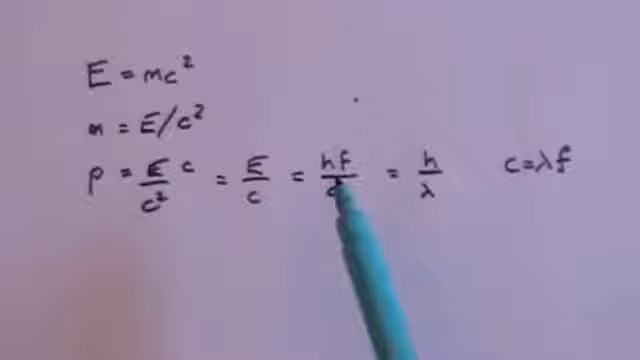 E = mc²
m = E/c²
p = E/c² c = E/c = hf/c = h/λ c=λf